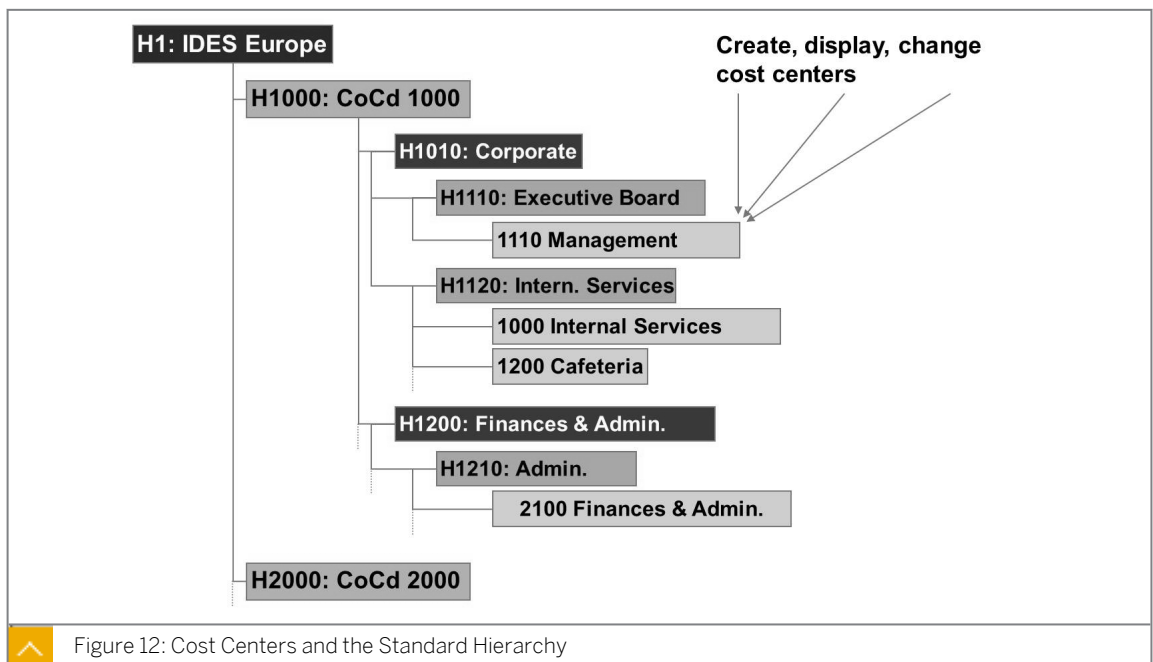 H1: IDES Europe
Create, display, change
cost centers
H1000: CoCd 1000
H1010: Corporate
H1110: Executive Board
1110 Management
H1120: Intern. Services
1000 Internal Services
1200 Cafeteria
H1200: Finances & Admin.
H1210: Admin.
2100 Finances & Admin.
H2000: CoCd 2000
Figure 12: Cost Centers and the Standard Hierarchy